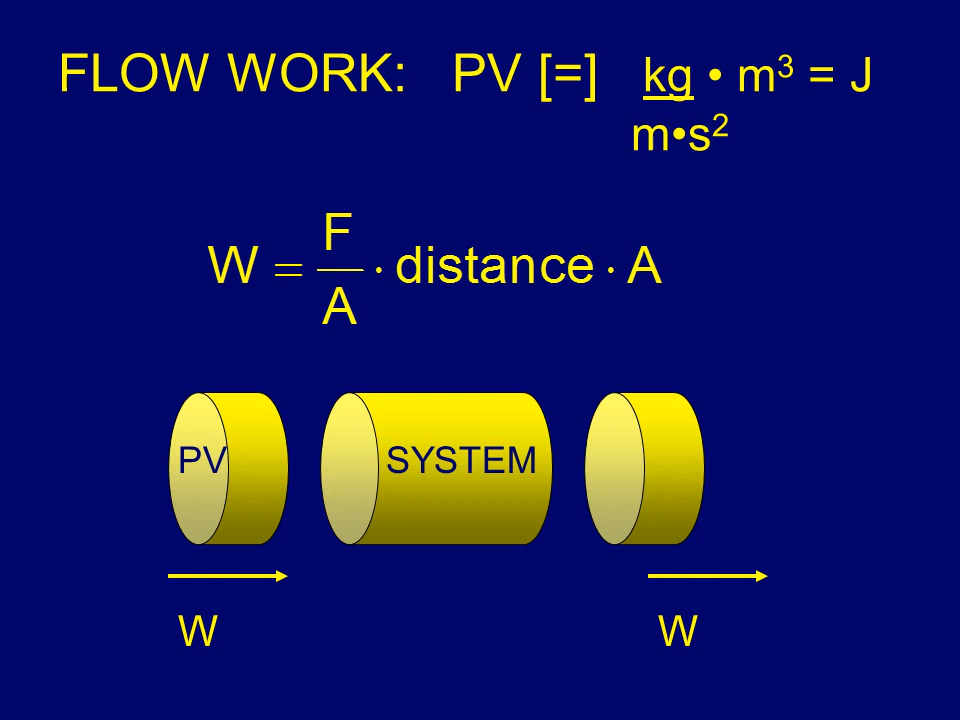 FLOW WORK: PV [=] kg • m³ = J
m•s²
W = F/A · distance · A
PV SYSTEM
W W